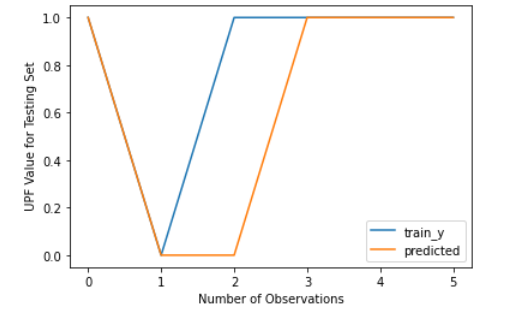 1.0
0.8
0.6
0.4
0.2
0.0
UPF Value for Testing Set
train_y
predicted
0 1 2 3 4 5
Number of Observations